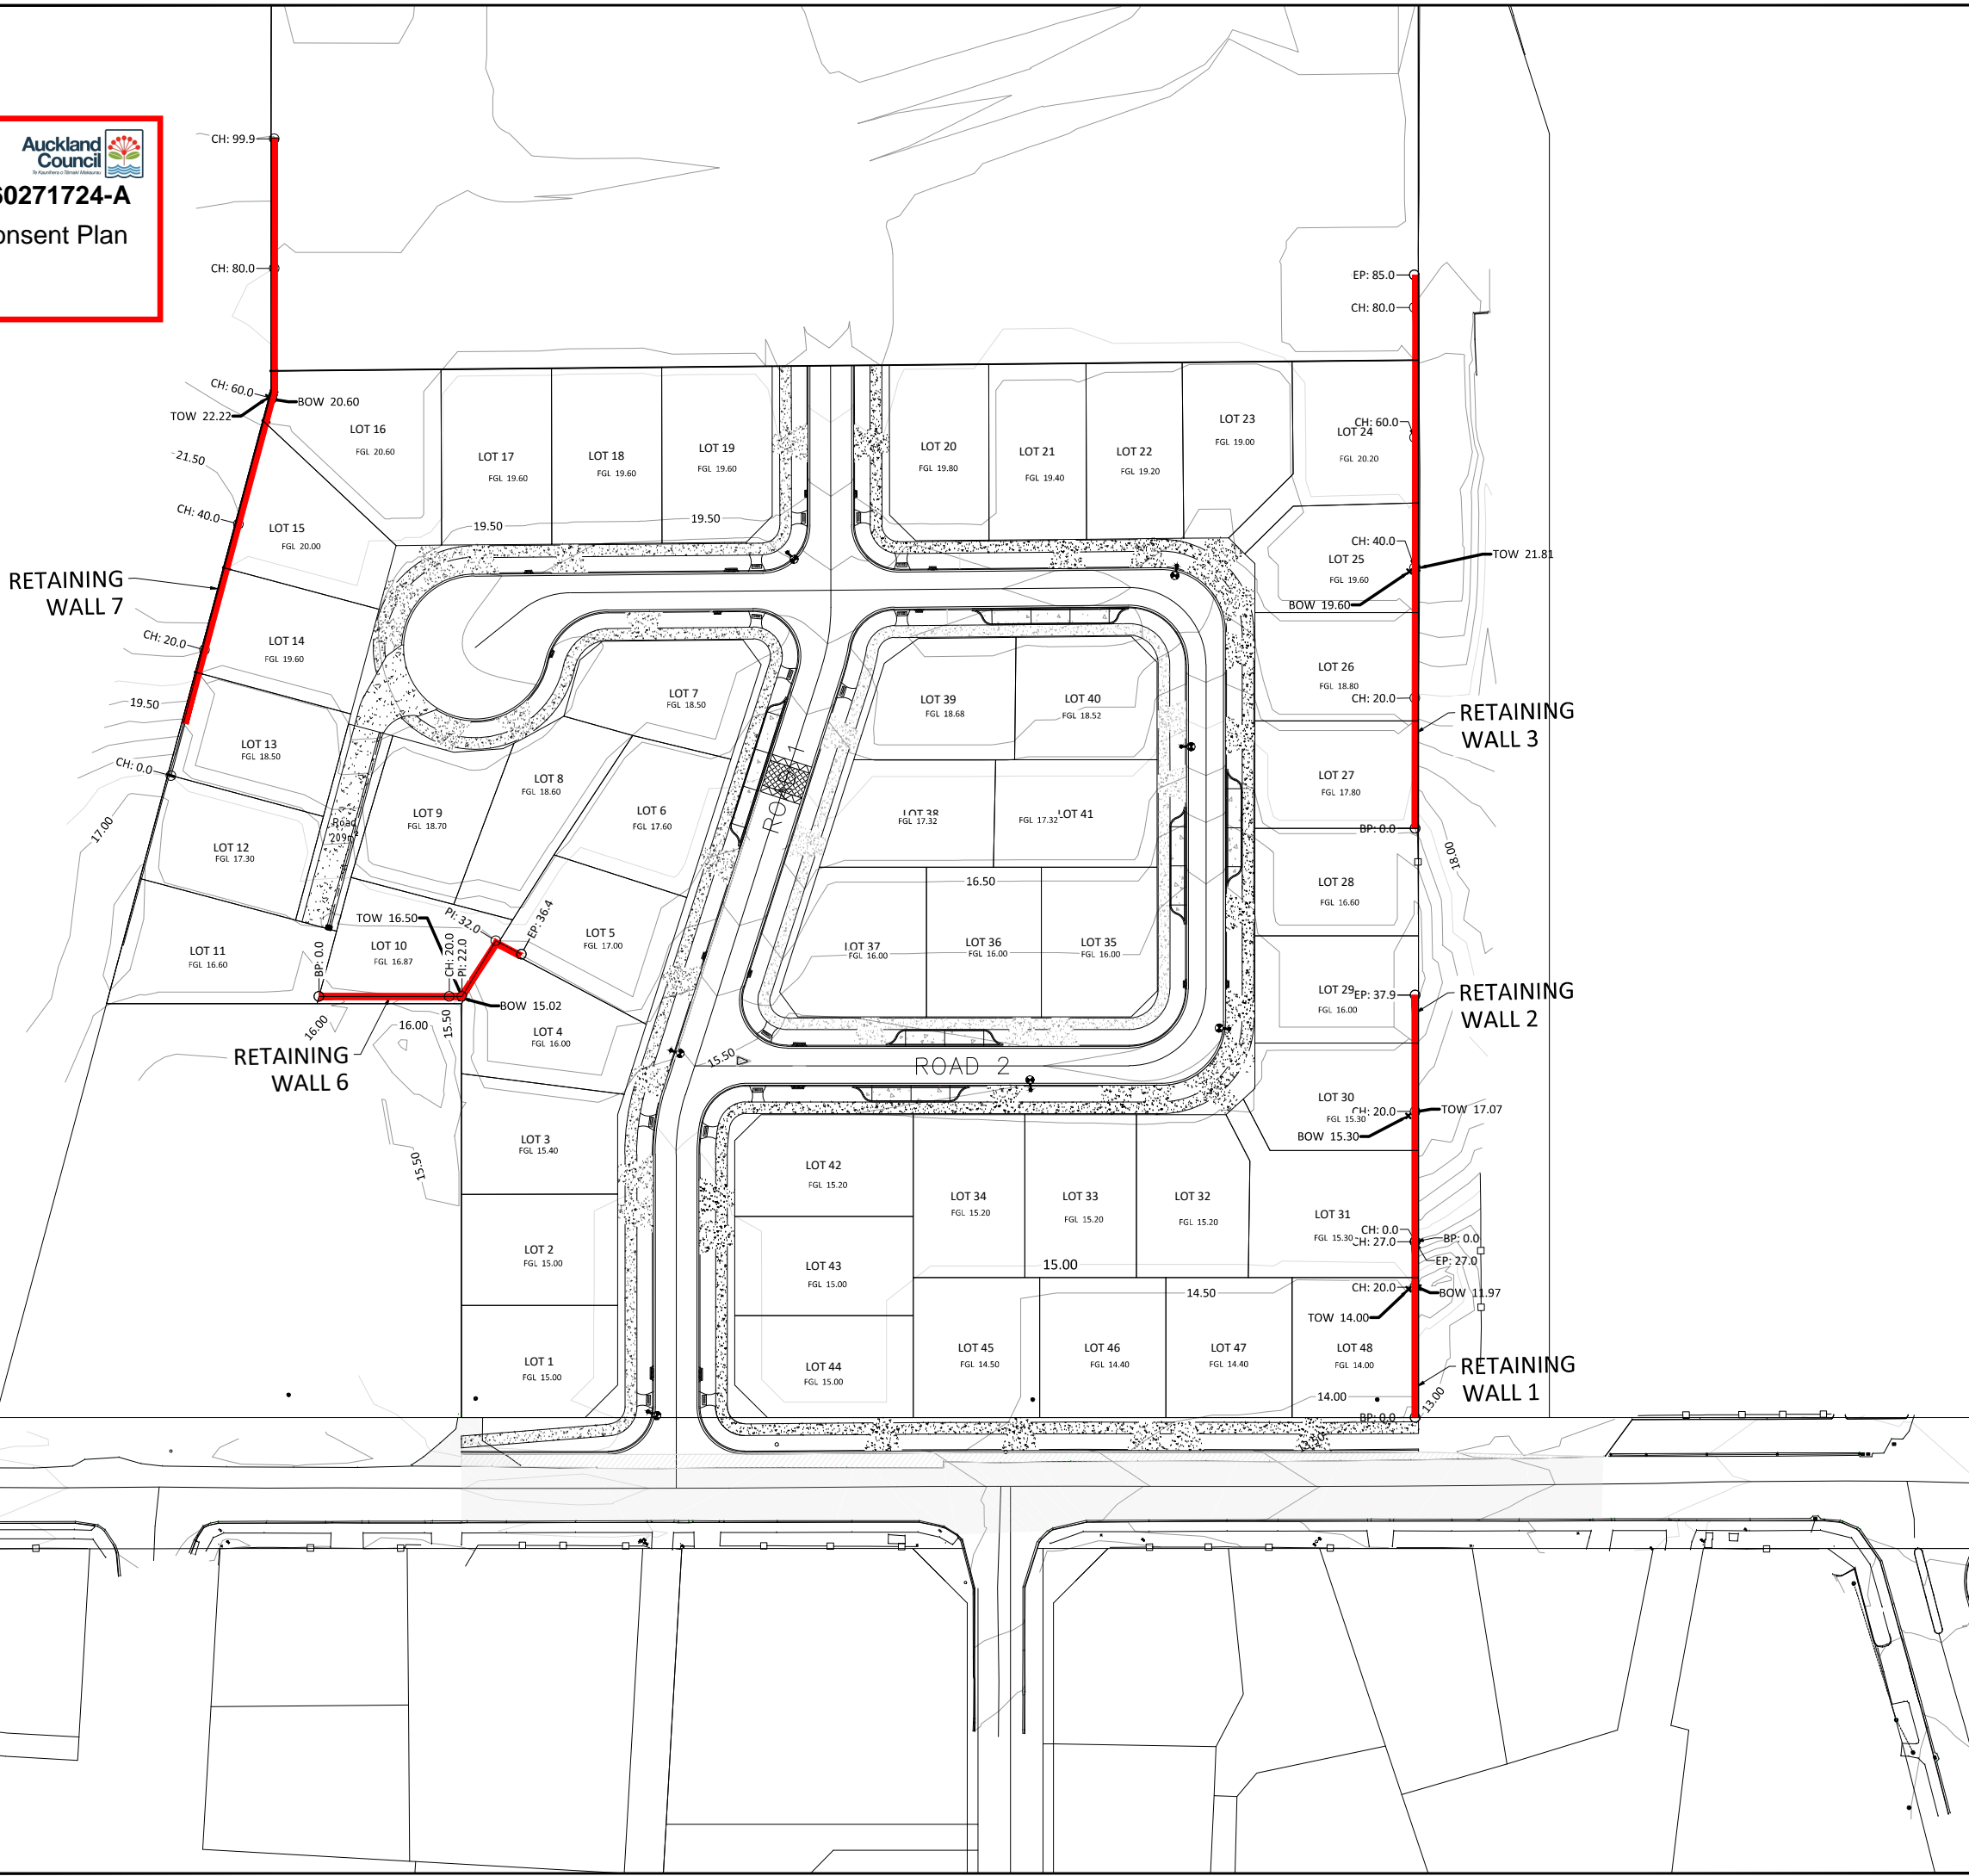 Auckland
Council
Te Kaunihera o Tāmaki Makaurau
60271724-A
onsent Plan
CH: 99.9
CH: 80.0
CH: 60.0
TOW 22.22
BOW 20.60
21.50
CH: 40.0
RETAINING
WALL 7
CH: 20.0
19.50
CH: 0.0
17.00
EP: 85.0
CH: 80.0
CH: 60.0
CH: 40.0
TOW 21.81
BOW 19.60
CH: 20.0
RETAINING
WALL 3
BP: 0.0
18.00
LOT 16
FGL 20.60
LOT 17
FGL 19.60
LOT 18
FGL 19.60
LOT 19
FGL 19.60
LOT 20
FGL 19.80
LOT 21
FGL 19.40
LOT 22
FGL 19.20
LOT 23
FGL 19.00
LOT 24
FGL 20.20
LOT 15
FGL 20.00
19.50
19.50
LOT 25
FGL 19.60
LOT 14
FGL 19.60
LOT 26
FGL 18.80
LOT 13
FGL 18.50
LOT 7
FGL 18.50
LOT 39
FGL 18.68
LOT 40
FGL 18.52
LOT 27
FGL 17.80
LOT 8
FGL 18.60
LOT 9
FGL 18.70
LOT 6
FGL 17.60
LOT 38
FGL 17.32
LOT 41
FGL 17.32
LOT 12
FGL 17.30
Road
209m²
ROAD 1
16.50
LOT 28
FGL 16.60
LOT 11
FGL 16.60
LOT 10
FGL 16.87
LOT 5
FGL 17.00
LOT 37
FGL 16.00
LOT 36
FGL 16.00
LOT 35
FGL 16.00
LOT 29
FGL 16.00
EP: 37.9
RETAINING
WALL 2
TOW 16.50
BP: 0.0
CH: 20.0
PI: 22.0
PI: 32.0
EP: 36.4
BOW 15.02
16.00
16.00
15.50
RETAINING
WALL 6
LOT 4
FGL 16.00
15.50
ROAD 2
LOT 30
FGL 15.30
CH: 20.0
TOW 17.07
BOW 15.30
LOT 3
FGL 15.40
15.50
LOT 42
FGL 15.20
LOT 34
FGL 15.20
LOT 33
FGL 15.20
LOT 32
FGL 15.20
LOT 31
FGL 15.30
CH: 0.0
CH: 27.0
BP: 0.0
EP: 27.0
LOT 2
FGL 15.00
LOT 43
FGL 15.00
15.00
14.50
CH: 20.0
BOW 11.97
TOW 14.00
LOT 1
FGL 15.00
LOT 44
FGL 15.00
LOT 45
FGL 14.50
LOT 46
FGL 14.40
LOT 47
FGL 14.40
LOT 48
FGL 14.00
RETAINING
WALL 1
14.00
13.00
BP: 0.0